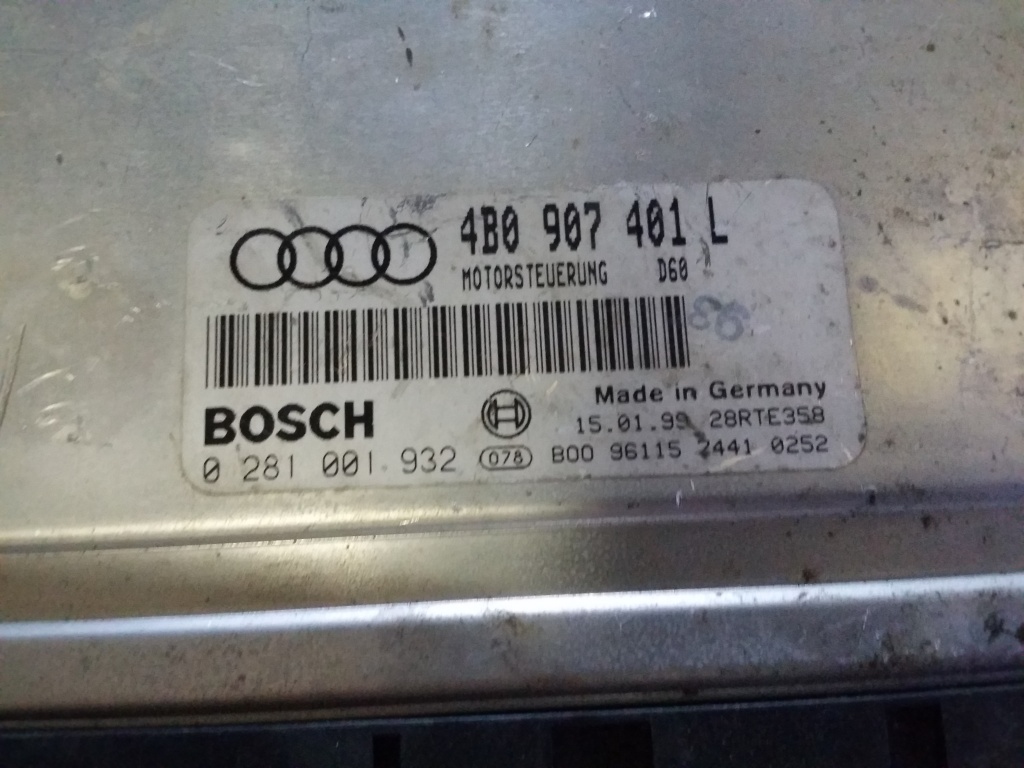 4B0 907 401 L
MOTORSTEUERUNG D60
BOSCH
Made in Germany
15.01.99 28RTE358
0 281 001 932 078 B00 96115 2441 0252